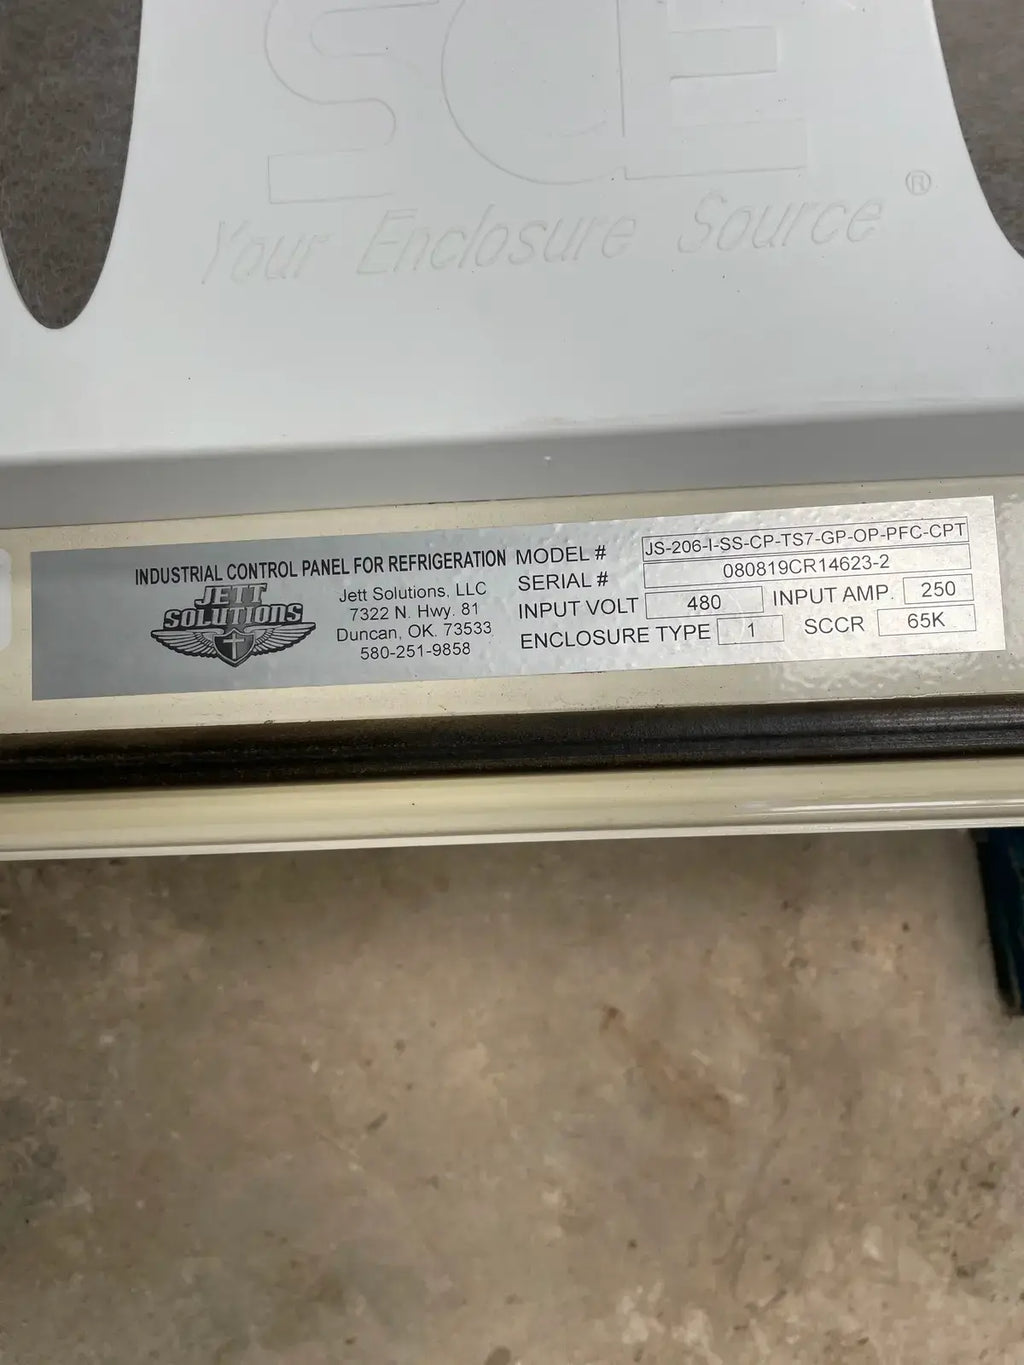 SCE
®
Your Enclosure Source
INDUSTRIAL CONTROL PANEL FOR REFRIGERATION
JETT
SOLUTIONS
Jett Solutions, LLC
7322 N. Hwy. 81
Duncan, OK. 73533
580-251-9858
MODEL # JS-206-I-SS-CP-TS7-GP-OP-PFC-CPT
SERIAL # 080819CR14623-2
INPUT VOLT 480 INPUT AMP. 250
ENCLOSURE TYPE 1 SCCR 65K